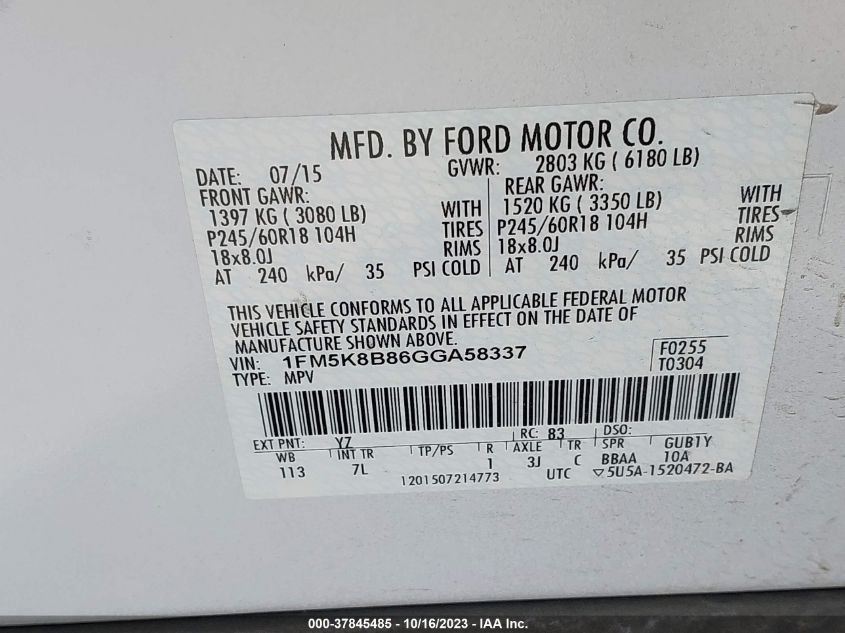 MFD. BY FORD MOTOR CO.
DATE: 07/15 GVWR: 2803 KG ( 6180 LB)
FRONT GAWR: REAR GAWR:
1397 KG ( 3080 LB) WITH 1520 KG ( 3350 LB) WITH
P245/60R18 104H TIRES P245/60R18 104H TIRES
18x8.0J RIMS 18x8.0J RIMS
AT 240 kPa/ 35 PSI COLD AT 240 kPa/ 35 PSI COLD
THIS VEHICLE CONFORMS TO ALL APPLICABLE FEDERAL MOTOR
VEHICLE SAFETY STANDARDS IN EFFECT ON THE DATE OF
MANUFACTURE SHOWN ABOVE.
VIN: 1FM5K8B86GGA58337 F0255
TYPE: MPV T0304
EXT PNT: YZ RC: 83 DSO:
WB INT TR TP/PS R AXLE TR SPR GUB1Y
113 7L 1 3J C BBAA 10A
1201507214773 UTC ▽5U5A-1520472-BA
000-37845485 - 10/16/2023 - IAA Inc.